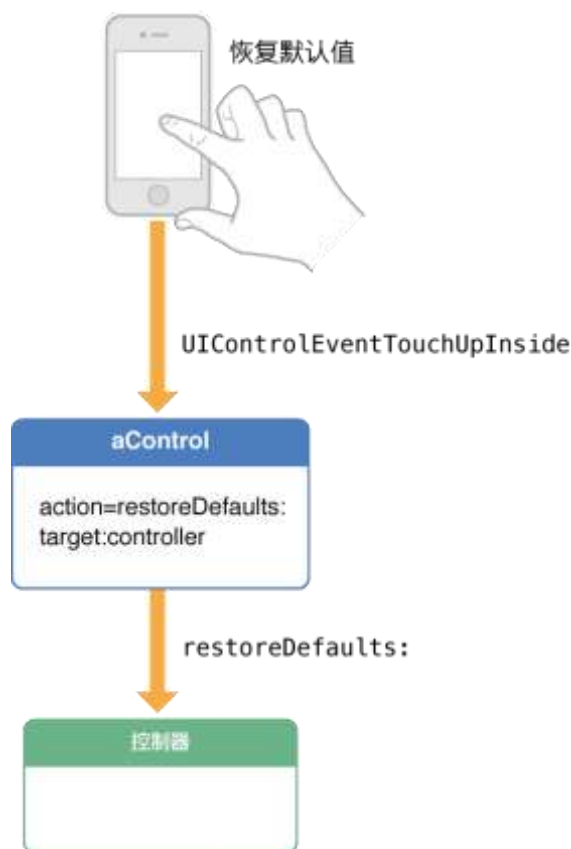 恢复默认值
UIControlEventTouchUpInside
aControl
action=restoreDefaults:
target:controller
restoreDefaults:
控制器